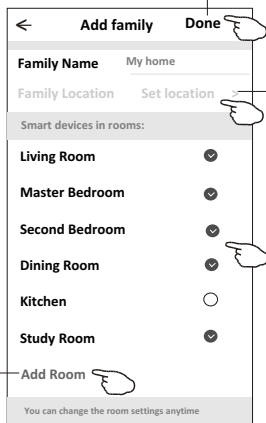 Add family Done
Family Name My home
Family Location Set location >
Smart devices in rooms:
Living Room
Master Bedroom
Second Bedroom
Dining Room
Kitchen
Study Room
Add Room
You can change the room settings anytime